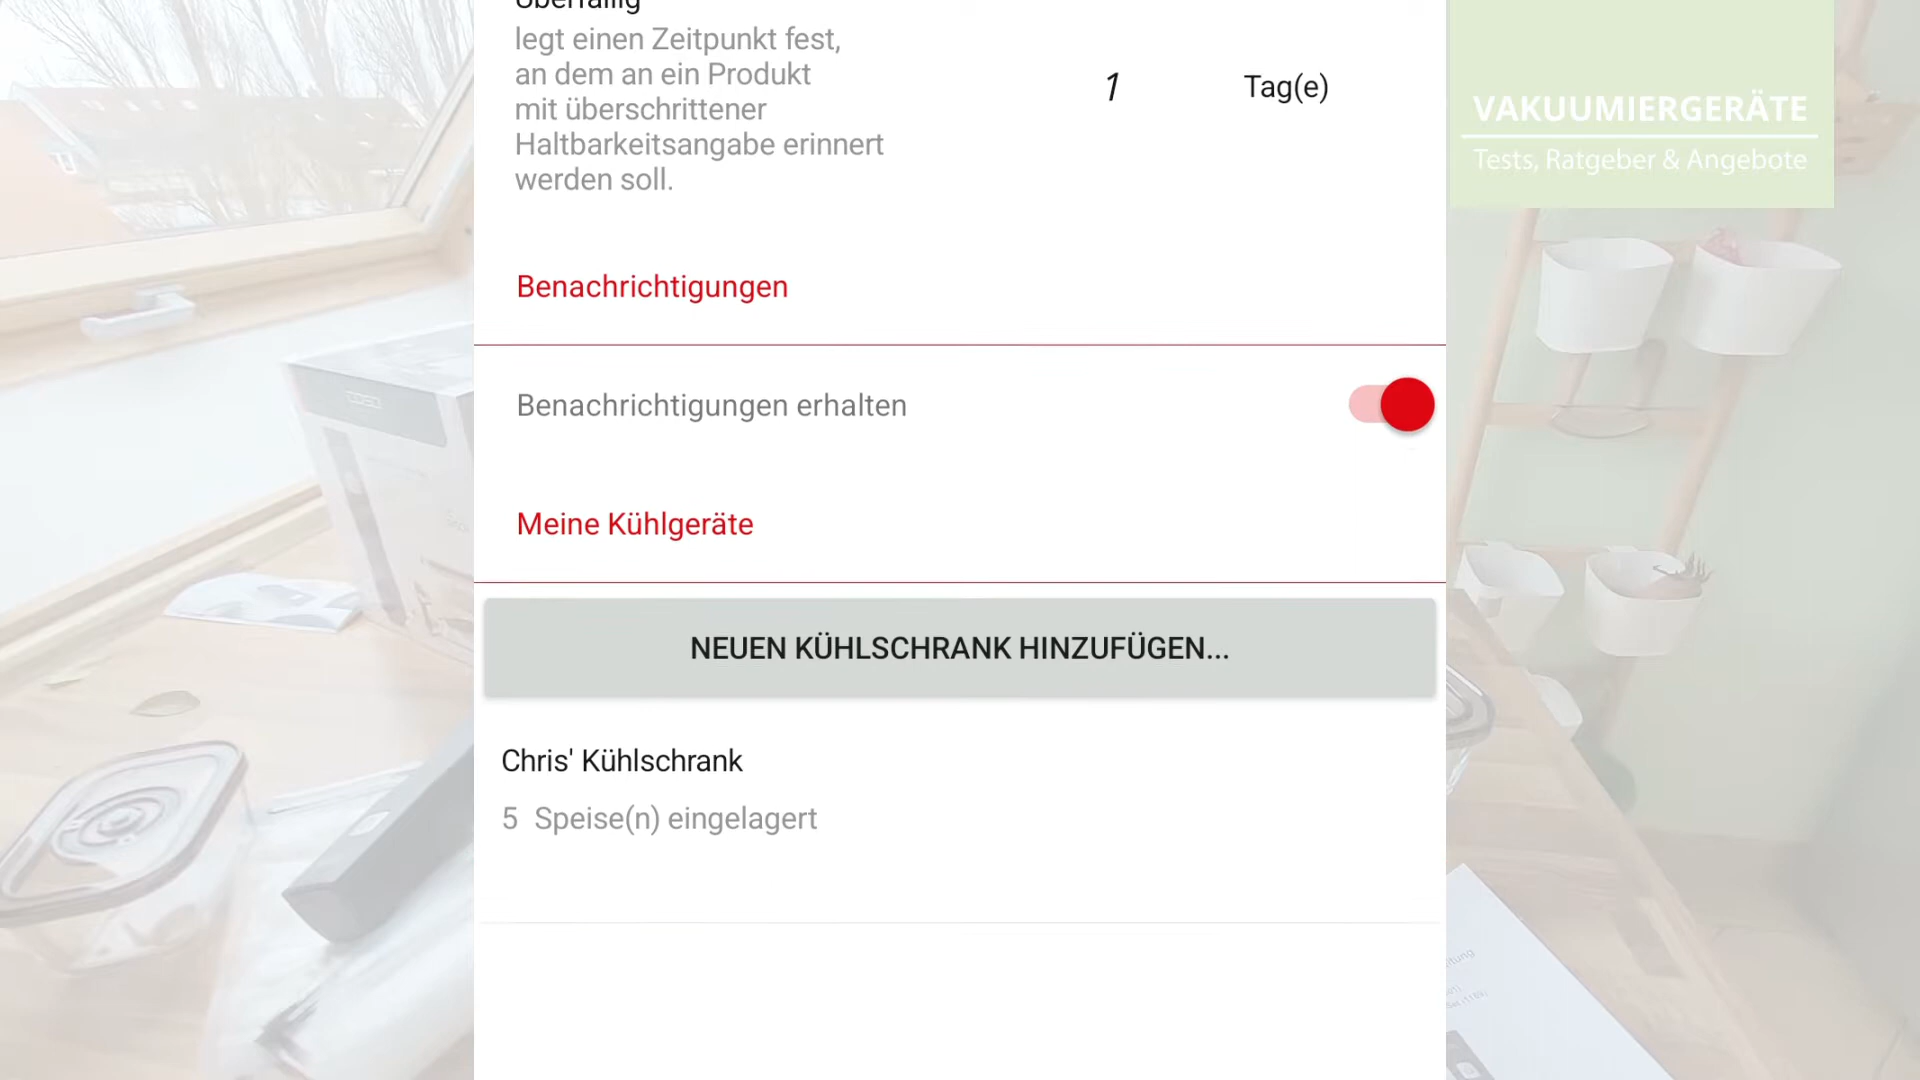 Überfällig
legt einen Zeitpunkt fest,
an dem an ein Produkt
mit überschrittener
Haltbarkeitsangabe erinnert
werden soll.
1 Tag(e)
VAKUUMIERGERÄTE
Tests, Ratgeber & Angebote
Benachrichtigungen
Benachrichtigungen erhalten
Meine Kühlgeräte
NEUEN KÜHLSCHRANK HINZUFÜGEN...
Chris' Kühlschrank
5 Speise(n) eingelagert